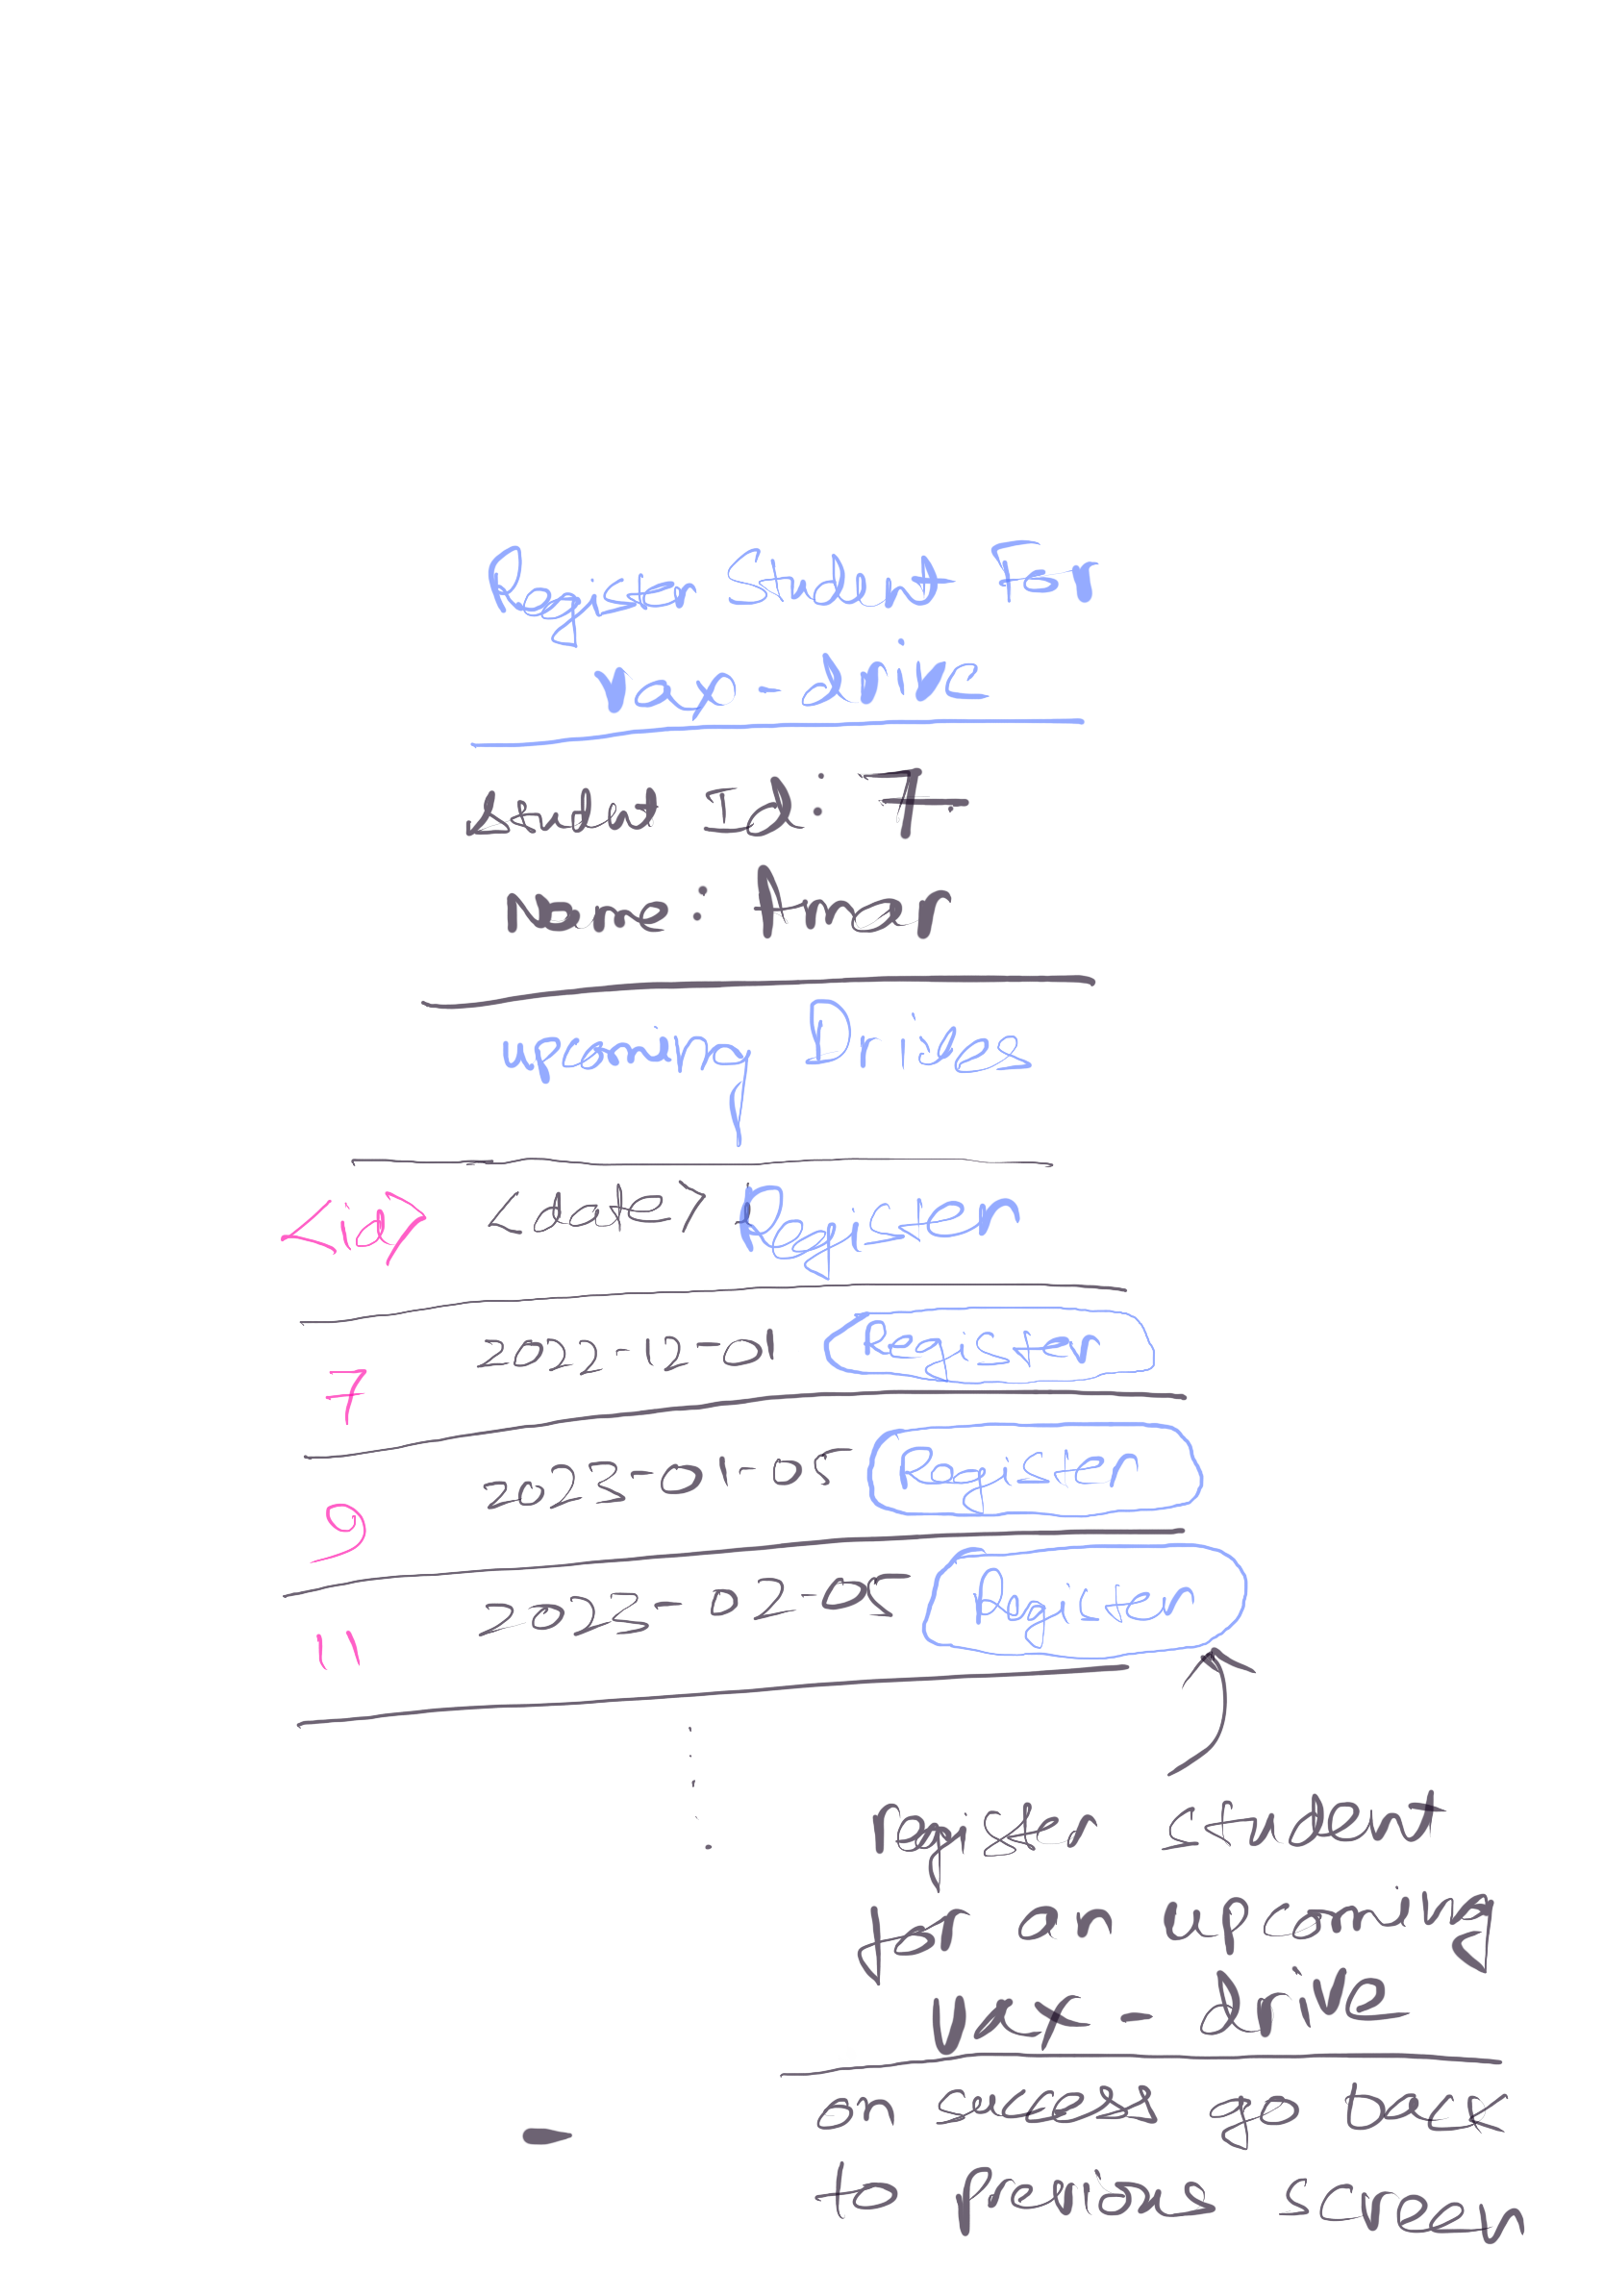 Register Student For
vax-drive
Student Id: 7.
Name: Amar
upcoming Drives
<id> <date> Register
7 2022-12-01 Register
9 2023-01-05 Register
11 2023-02-05 Register
register student
for an upcoming
vax-drive
on success go back
to previous screen